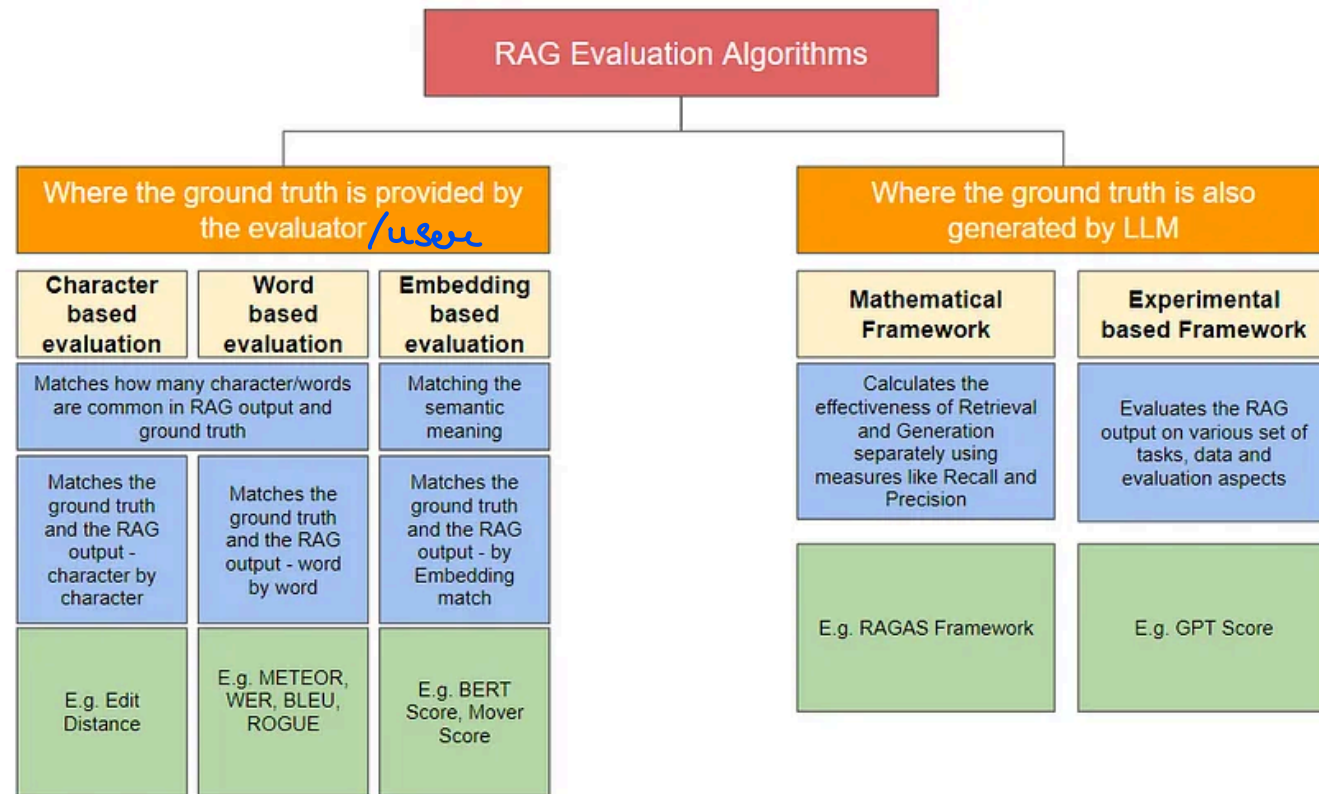 RAG Evaluation Algorithms
Where the ground truth is provided by
the evaluator /user
Character
based
evaluation
Word
based
evaluation
Embedding
based
evaluation
Matches how many character/words
are common in RAG output and
ground truth
Matching the
semantic
meaning
Matches the
ground truth
and the RAG
output -
character by
character
Matches the
ground truth
and the RAG
output - word
by word
Matches the
ground truth
and the RAG
output - by
Embedding
match
E.g. Edit
Distance
E.g. METEOR,
WER, BLEU,
ROGUE
E.g. BERT
Score, Mover
Score
Where the ground truth is also
generated by LLM
Mathematical
Framework
Experimental
based Framework
Calculates the
effectiveness of Retrieval
and Generation
separately using
measures like Recall and
Precision
Evaluates the RAG
output on various set of
tasks, data and
evaluation aspects
E.g. RAGAS Framework
E.g. GPT Score